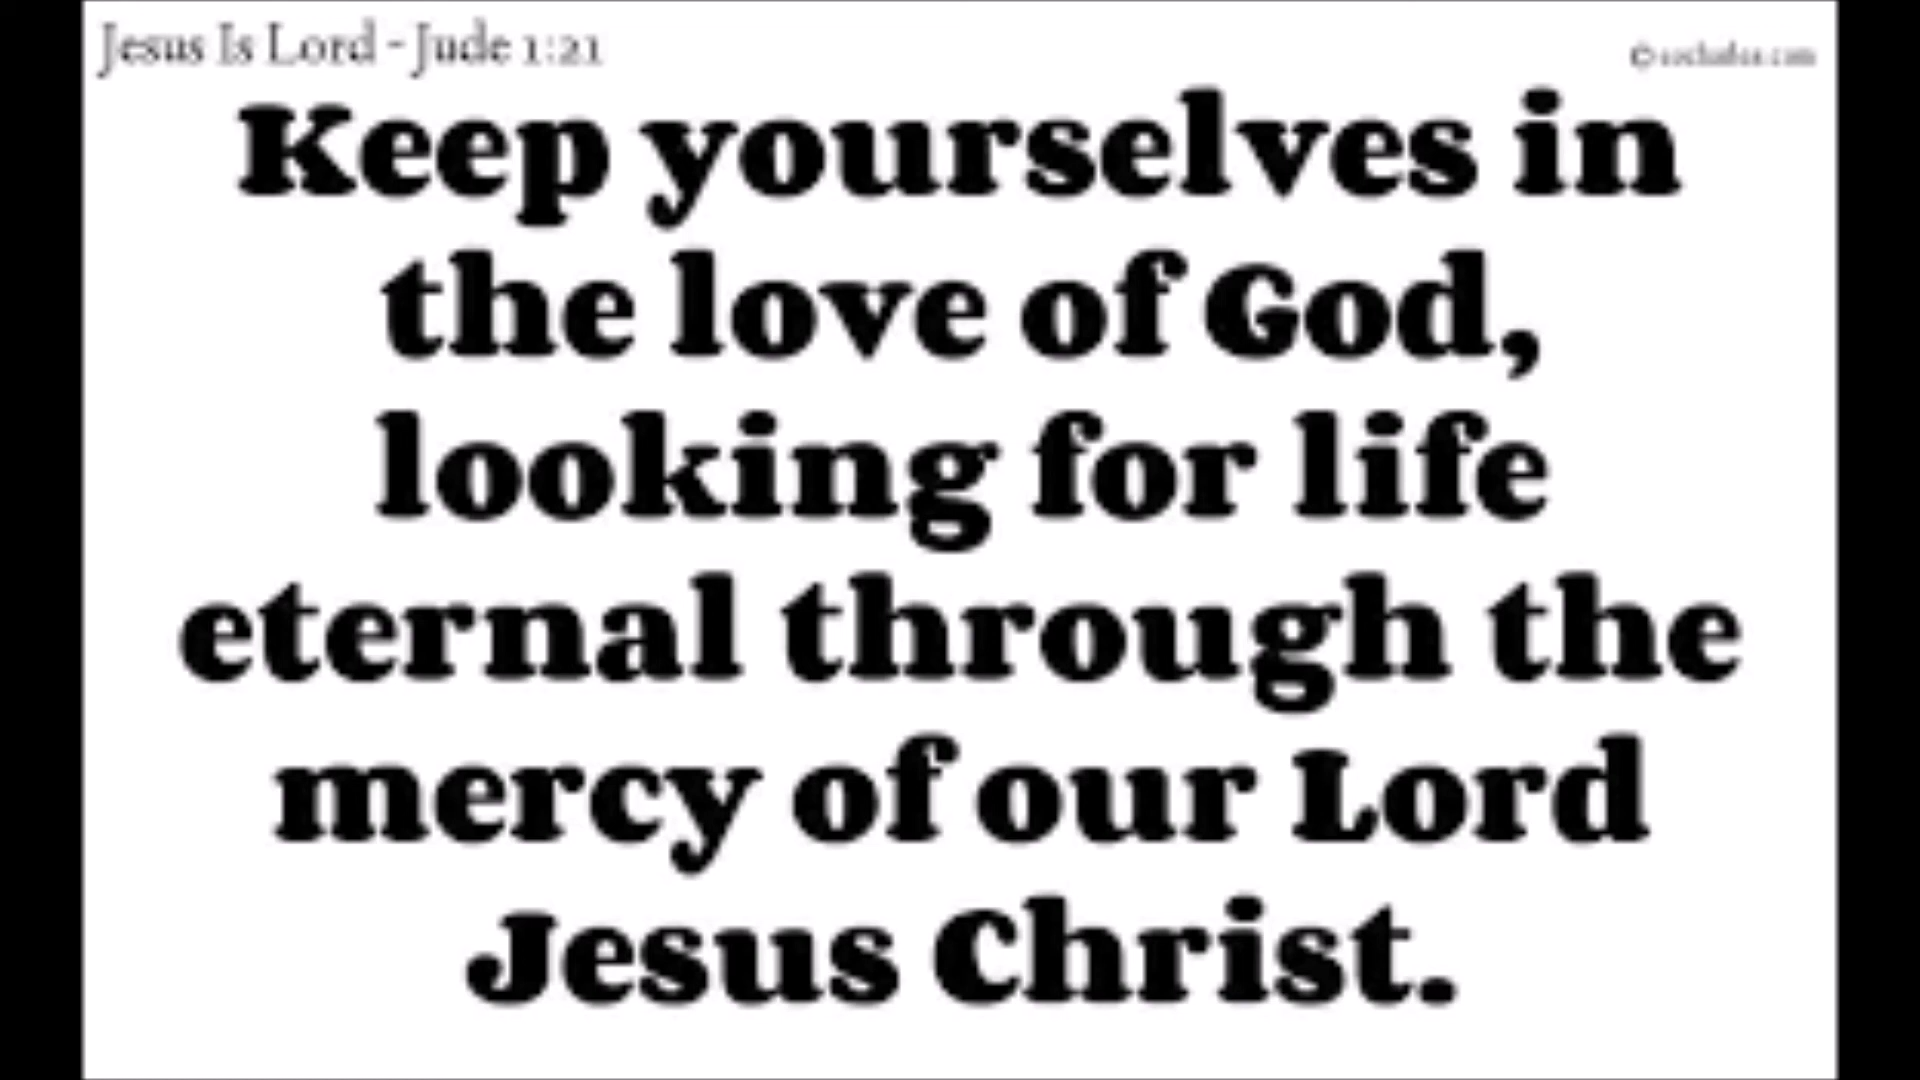 Jesus Is Lord - Jude 1:21
©
Keep yourselves in
the love of God,
looking for life
eternal through the
mercy of our Lord
Jesus Christ.